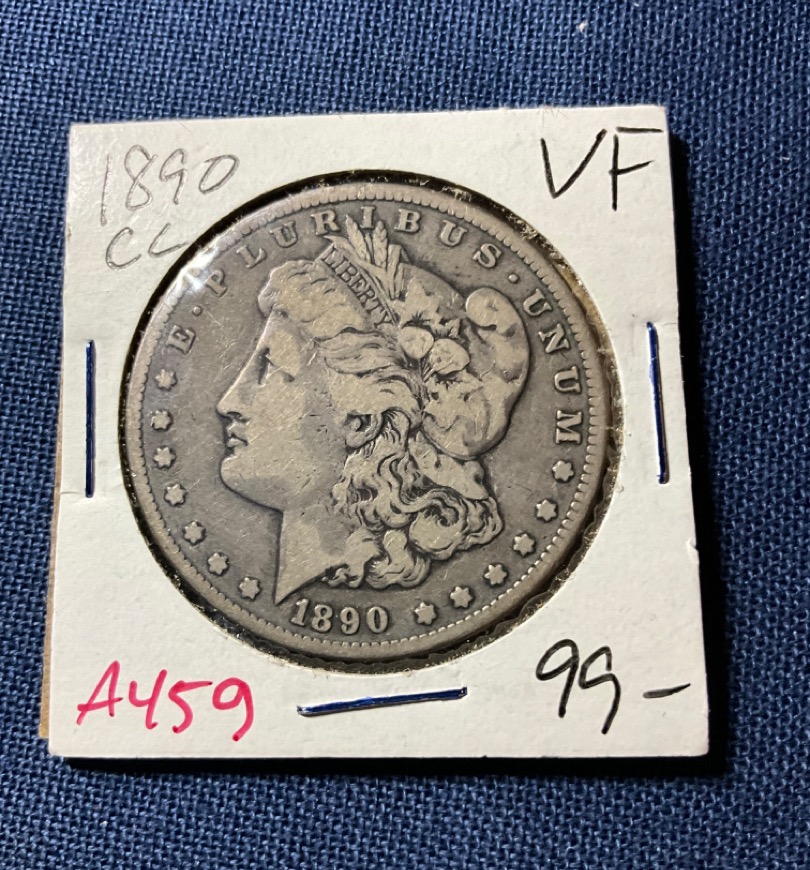 1890
CC
VF
E · PLURIBUS · UNUM
LIBERTY
1890
A459
99-